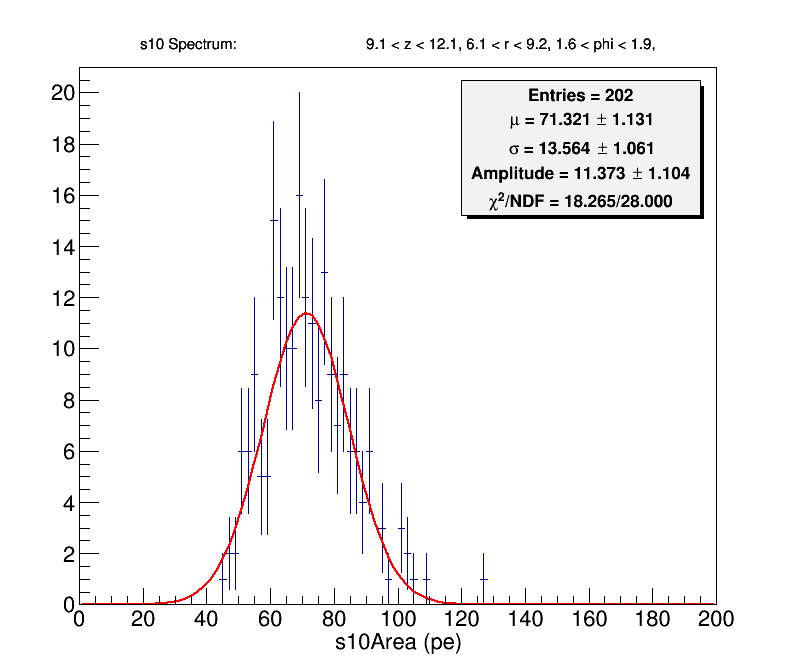 s10 Spectrum: 9.1 < z < 12.1, 6.1 < r < 9.2, 1.6 < phi < 1.9,
Entries = 202
μ = 71.321 ± 1.131
σ = 13.564 ± 1.061
Amplitude = 11.373 ± 1.104
χ²/NDF = 18.265/28.000
20
18
16
14
12
10
8
6
4
2
0
0 20 40 60 80 100 120 140 160 180 200
s10Area (pe)